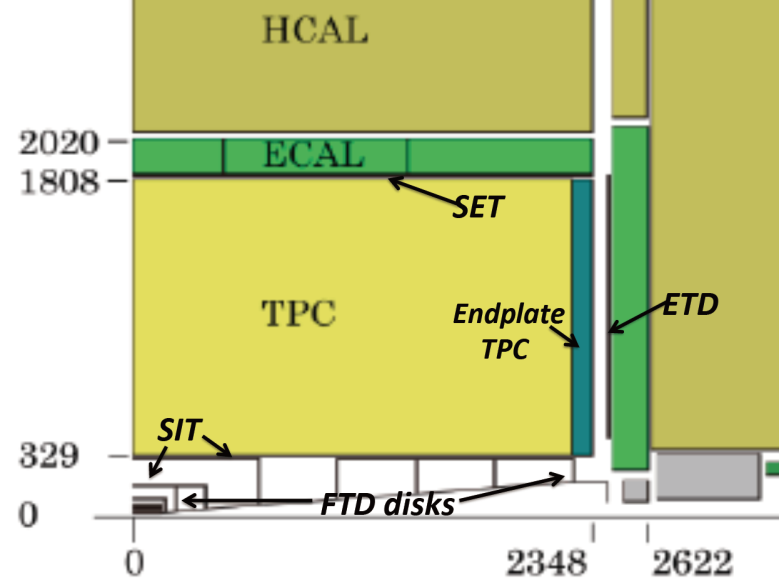 HCAL
2020
ECAL
1808
SET
TPC
Endplate
TPC
ETD
SIT
329
FTD disks
0
0
2348
2622